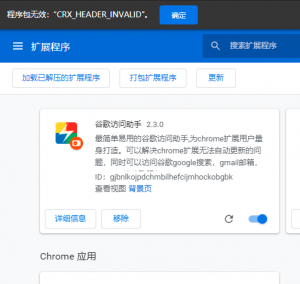 程序包无效:"CRX_HEADER_INVALID"。
确定
扩展程序
搜索扩展程序
加载已解压的扩展程序
打包扩展程序
更新
谷歌访问助手 2.3.0
最简单易用的谷歌访问助手,为chrome扩展用户量
身打造。可以解决chrome扩展无法自动更新的问
题,同时可以访问谷歌google搜索，gmail邮箱，
ID：gjbnlkojpdchmbilhefcijmhockobgbk
查看视图 背景页
详细信息
移除
Chrome 应用